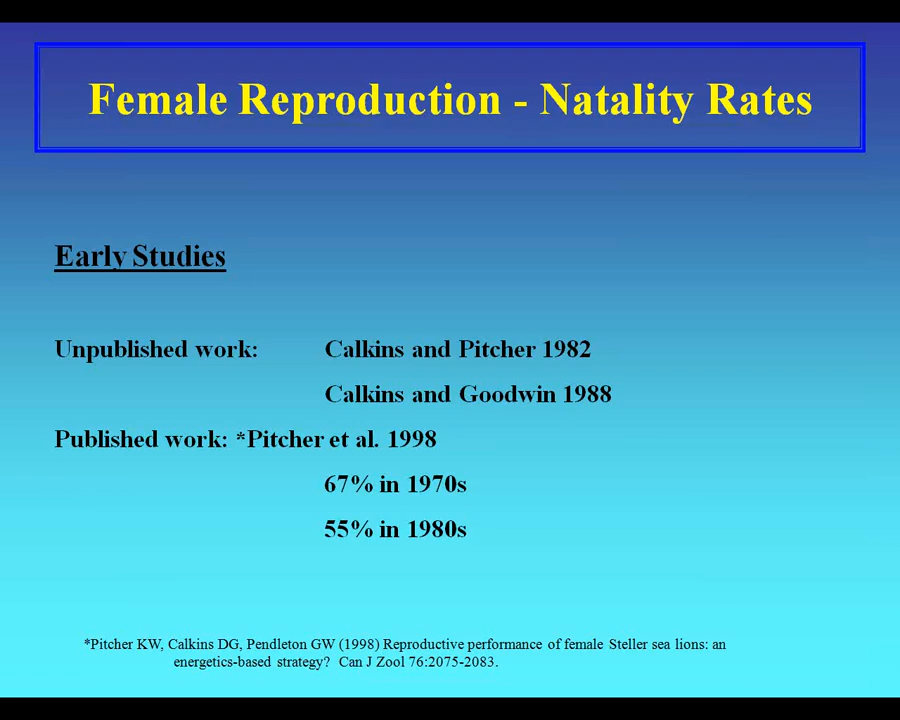 Female Reproduction - Natality Rates
Early Studies
Unpublished work: Calkins and Pitcher 1982
Calkins and Goodwin 1988
Published work: *Pitcher et al. 1998
67% in 1970s
55% in 1980s
*Pitcher KW, Calkins DG, Pendleton GW (1998) Reproductive performance of female Steller sea lions: an
energetics-based strategy? Can J Zool 76:2075-2083.